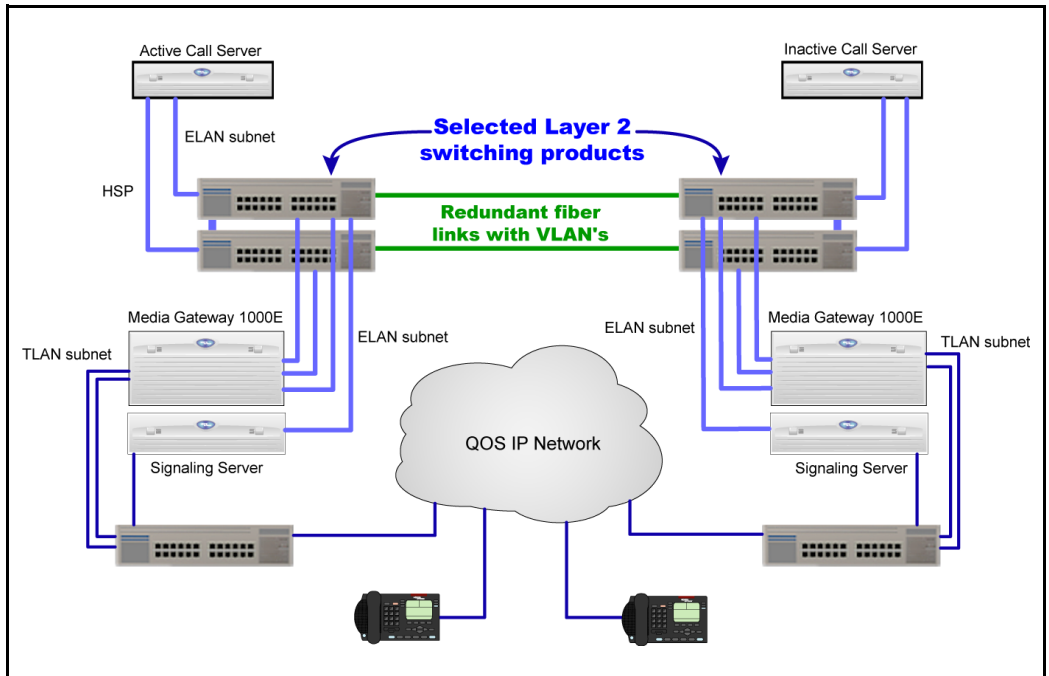 Active Call Server
Inactive Call Server
ELAN subnet
Selected Layer 2
switching products
HSP
Redundant fiber
links with VLAN's
Media Gateway 1000E
ELAN subnet
ELAN subnet
Media Gateway 1000E
TLAN subnet
TLAN subnet
QOS IP Network
Signaling Server
Signaling Server